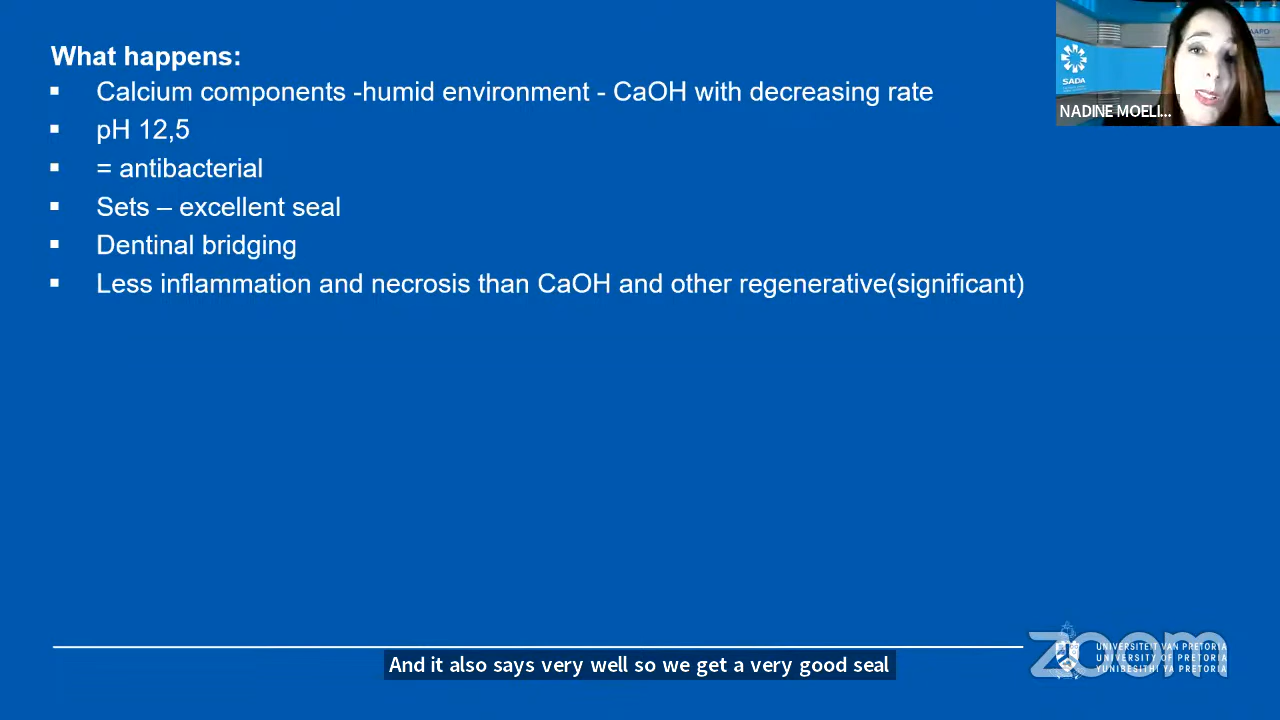 What happens:
▪ Calcium components -humid environment - CaOH with decreasing rate
▪ pH 12,5
▪ = antibacterial
▪ Sets – excellent seal
▪ Dentinal bridging
▪ Less inflammation and necrosis than CaOH and other regenerative(significant)
SADA
NADINE MOELI...
And it also says very well so we get a very good seal
zoom
UNIVERSITEIT VAN PRETORIA
UNIVERSITY OF PRETORIA
YUNIBESITHI YA PRETORIA